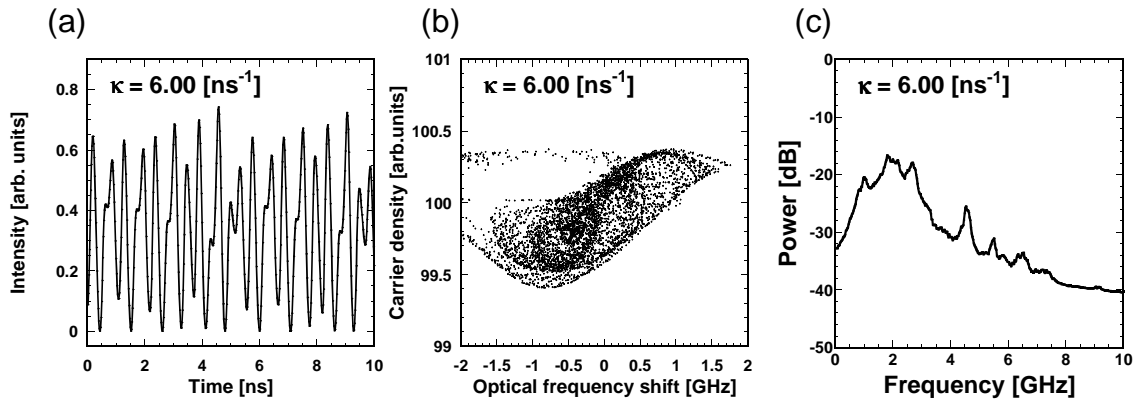 (a)
κ = 6.00 [ns-1]
Intensity [arb. units]
0.8
0.6
0.4
0.2
0
0 2 4 6 8 10
Time [ns]
(b)
κ = 6.00 [ns-1]
Carrier density [arb.units]
101
100.5
100
99.5
99
-2 -1.5 -1 -0.5 0 0.5 1 1.5 2
Optical frequency shift [GHz]
(c)
κ = 6.00 [ns-1]
Power [dB]
0
-10
-20
-30
-40
-50
0 2 4 6 8 10
Frequency [GHz]